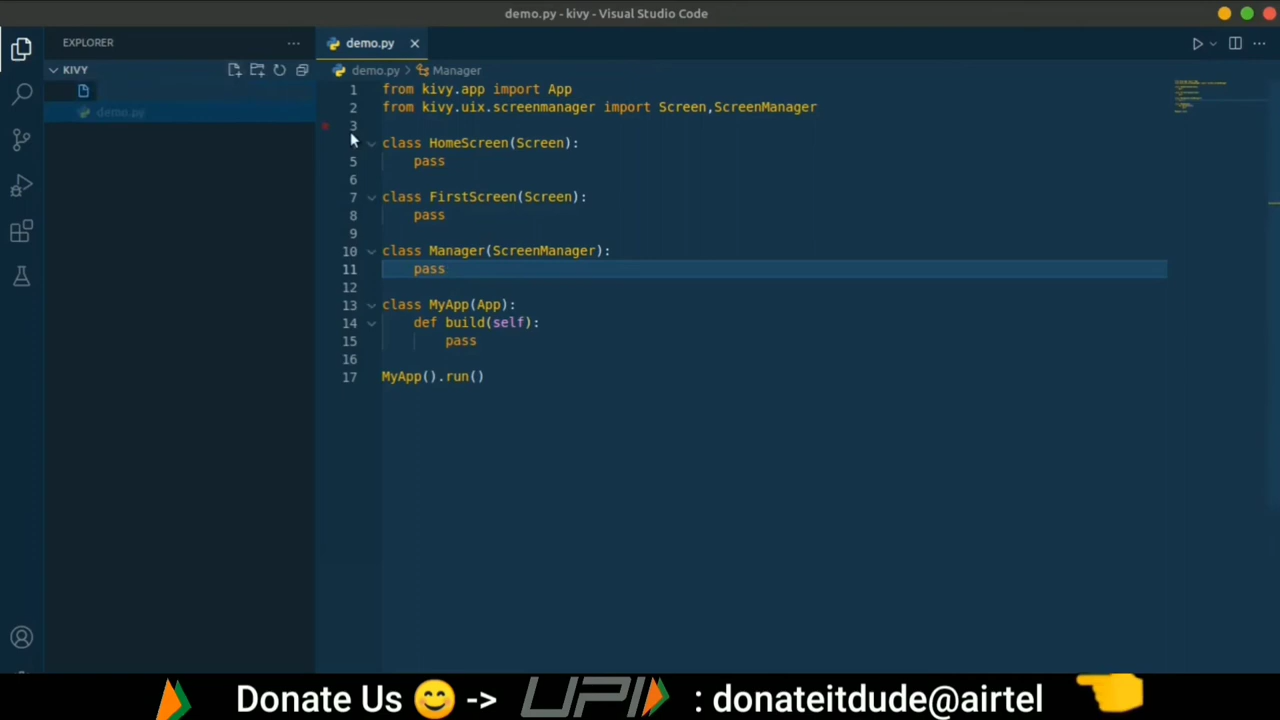 demo.py - kivy - Visual Studio Code
EXPLORER
demo.py
KIVY
demo.py > Manager
demo.py
1 from kivy.app import App
2 from kivy.uix.screenmanager import Screen,ScreenManager
3
class HomeScreen(Screen):
5 pass
6
7 class FirstScreen(Screen):
8 pass
9
10 class Manager(ScreenManager):
11 pass
12
13 class MyApp(App):
14 def build(self):
15 pass
16
17 MyApp().run()
Donate Us 😊 -> UPI : donateitdude@airtel 👈